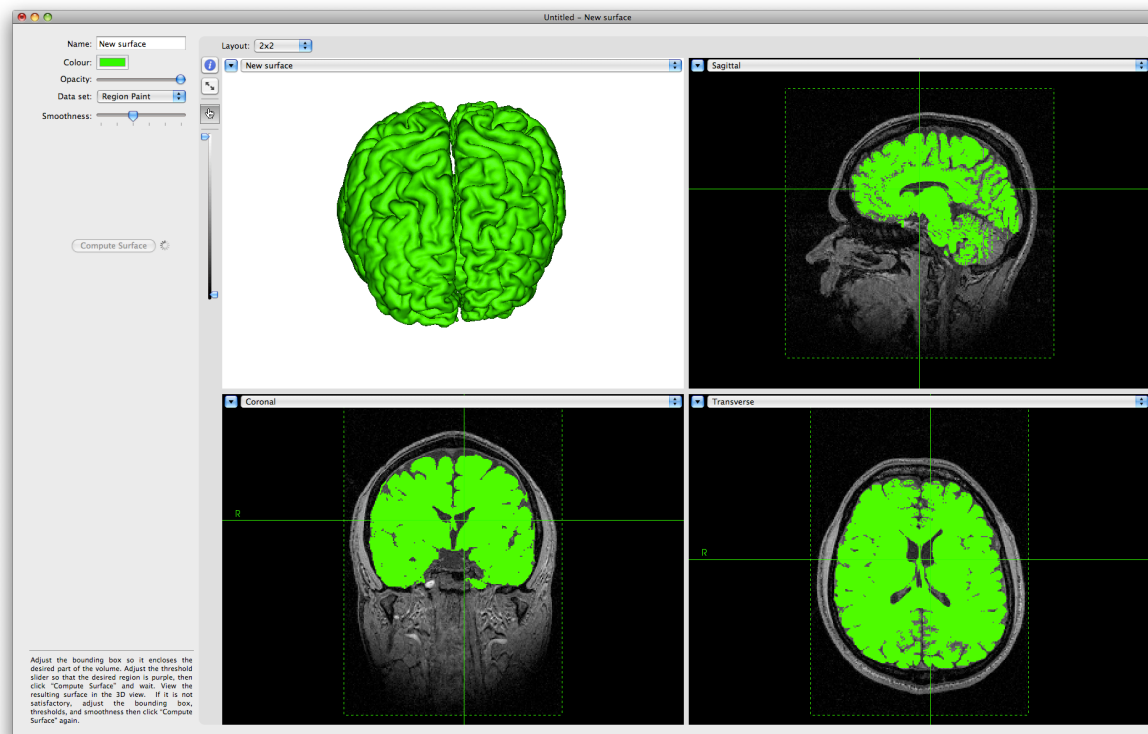 Untitled – New surface
Name: New surface
Colour:
Opacity:
Data set: Region Paint
Smoothness:
Compute Surface
Adjust the bounding box so it encloses the
desired part of the volume. Adjust the threshold
slider so that the desired region is purple, then
click "Compute Surface" and wait. View the
resulting surface in the 3D view. If it is not
satisfactory, adjust the bounding box,
thresholds, and smoothness then click "Compute
Surface" again.
Layout: 2x2
i
New surface
Sagittal
Coronal
R
Transverse
R